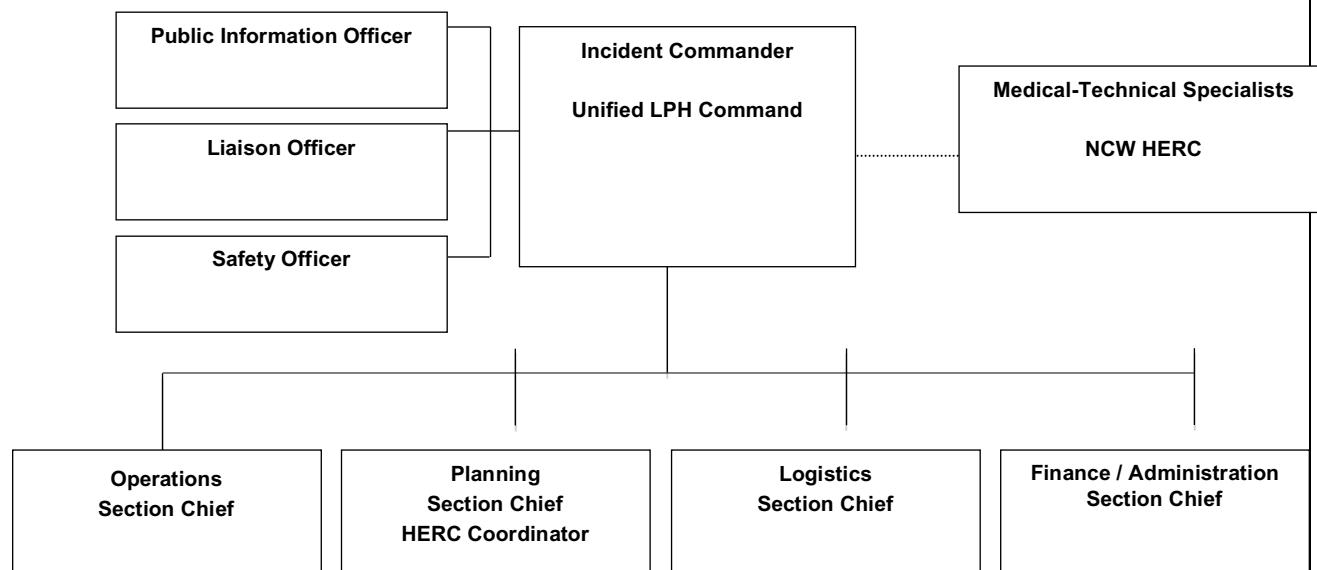 Public Information Officer
Incident Commander
Unified LPH Command
Medical-Technical Specialists
NCW HERC
Liaison Officer
Safety Officer
Operations
Section Chief
Planning
Section Chief
HERC Coordinator
Logistics
Section Chief
Finance / Administration
Section Chief